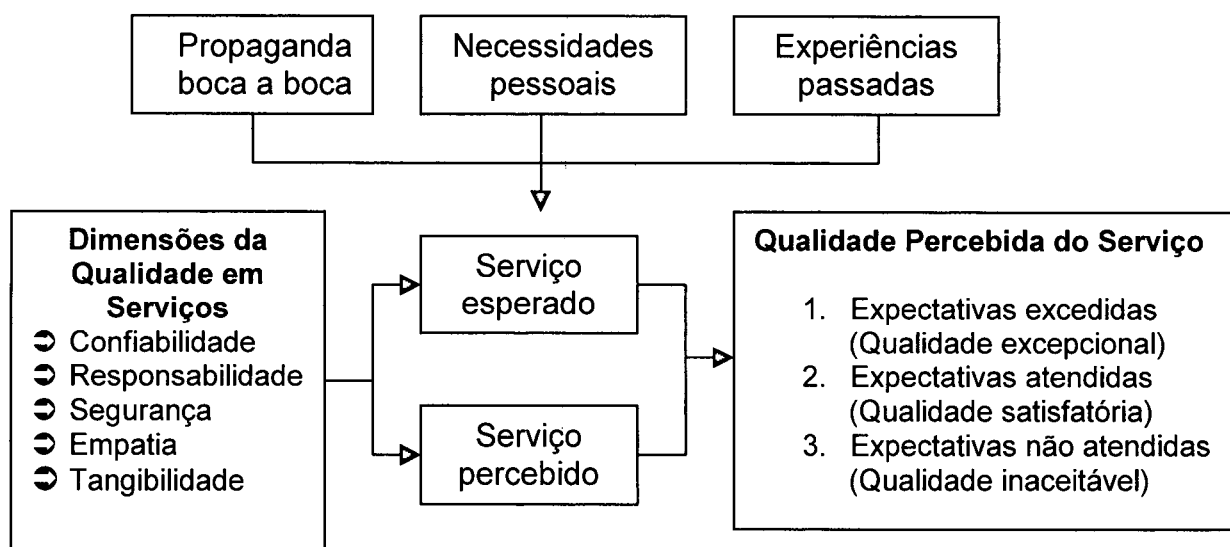 Propaganda
boca a boca
Necessidades
pessoais
Experiências
passadas
Dimensões da
Qualidade em
Serviços
➲ Confiabilidade
➲ Responsabilidade
➲ Segurança
➲ Empatia
➲ Tangibilidade
Serviço
esperado
Serviço
percebido
Qualidade Percebida do Serviço
1. Expectativas excedidas
(Qualidade excepcional)
2. Expectativas atendidas
(Qualidade satisfatória)
3. Expectativas não atendidas
(Qualidade inaceitável)